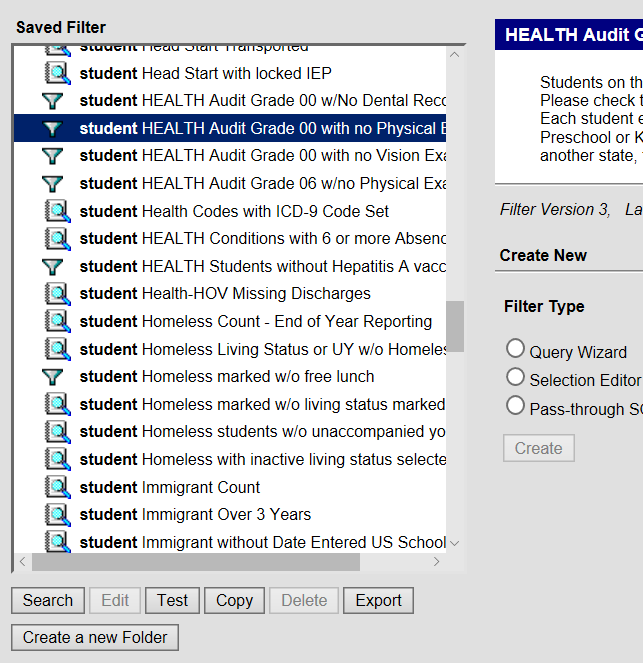 Saved Filter
student Head Start Transported
student Head Start with locked IEP
student HEALTH Audit Grade 00 w/No Dental Reco
student HEALTH Audit Grade 00 with no Physical E
student HEALTH Audit Grade 00 with no Vision Exa
student HEALTH Audit Grade 06 w/no Physical Exa
student Health Codes with ICD-9 Code Set
student HEALTH Conditions with 6 or more Absenc
student HEALTH Students without Hepatitis A vacc
student Health-HOV Missing Discharges
student Homeless Count - End of Year Reporting
student Homeless Living Status or UY w/o Homeles
student Homeless marked w/o free lunch
student Homeless marked w/o living status marked
student Homeless students w/o unaccompanied yo
student Homeless with inactive living status selecte
student Immigrant Count
student Immigrant Over 3 Years
student Immigrant without Date Entered US School
Search Edit Test Copy Delete Export
Create a new Folder
HEALTH Audit G
Students on th
Please check t
Each student e
Preschool or K
another state,
Filter Version 3, La
Create New
Filter Type
Query Wizard
Selection Editor
Pass-through SQ
Create